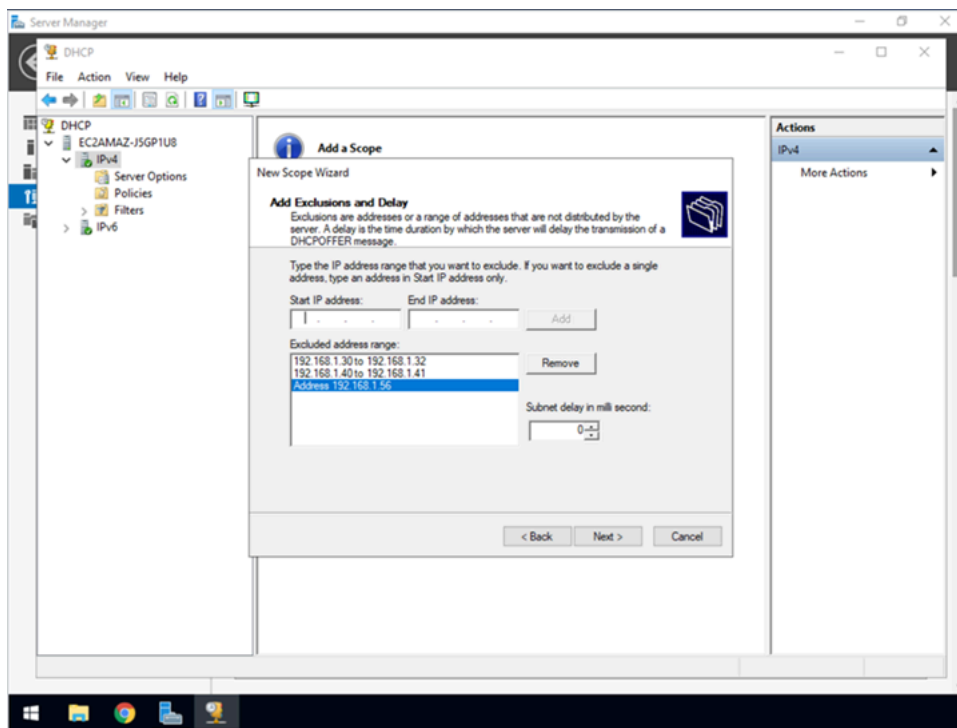 Server Manager
DHCP
File Action View Help
DHCP
EC2AMAZ-J5GP1U8
IPv4
Server Options
Policies
Filters
IPv6
Add a Scope
New Scope Wizard
Add Exclusions and Delay
Exclusions are addresses or a range of addresses that are not distributed by the
server. A delay is the time duration by which the server will delay the transmission of a
DHCPOFFER message.
Type the IP address range that you want to exclude. If you want to exclude a single
address, type an address in Start IP address only.
Start IP address: End IP address:
. . . . . . Add
Excluded address range:
192.168.1.30 to 192.168.1.32
192.168.1.40 to 192.168.1.41
Address 192.168.1.56
Remove
Subnet delay in milli second:
0
< Back Next > Cancel
Actions
IPv4
More Actions